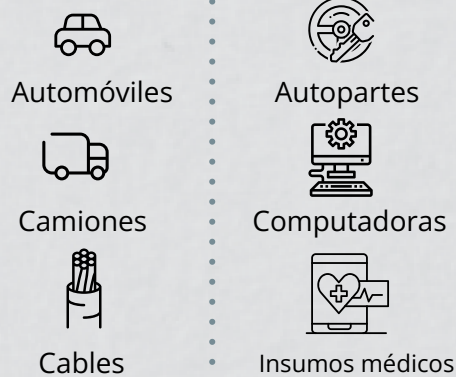 Automóviles
Autopartes
Camiones
Computadoras
Cables
Insumos médicos